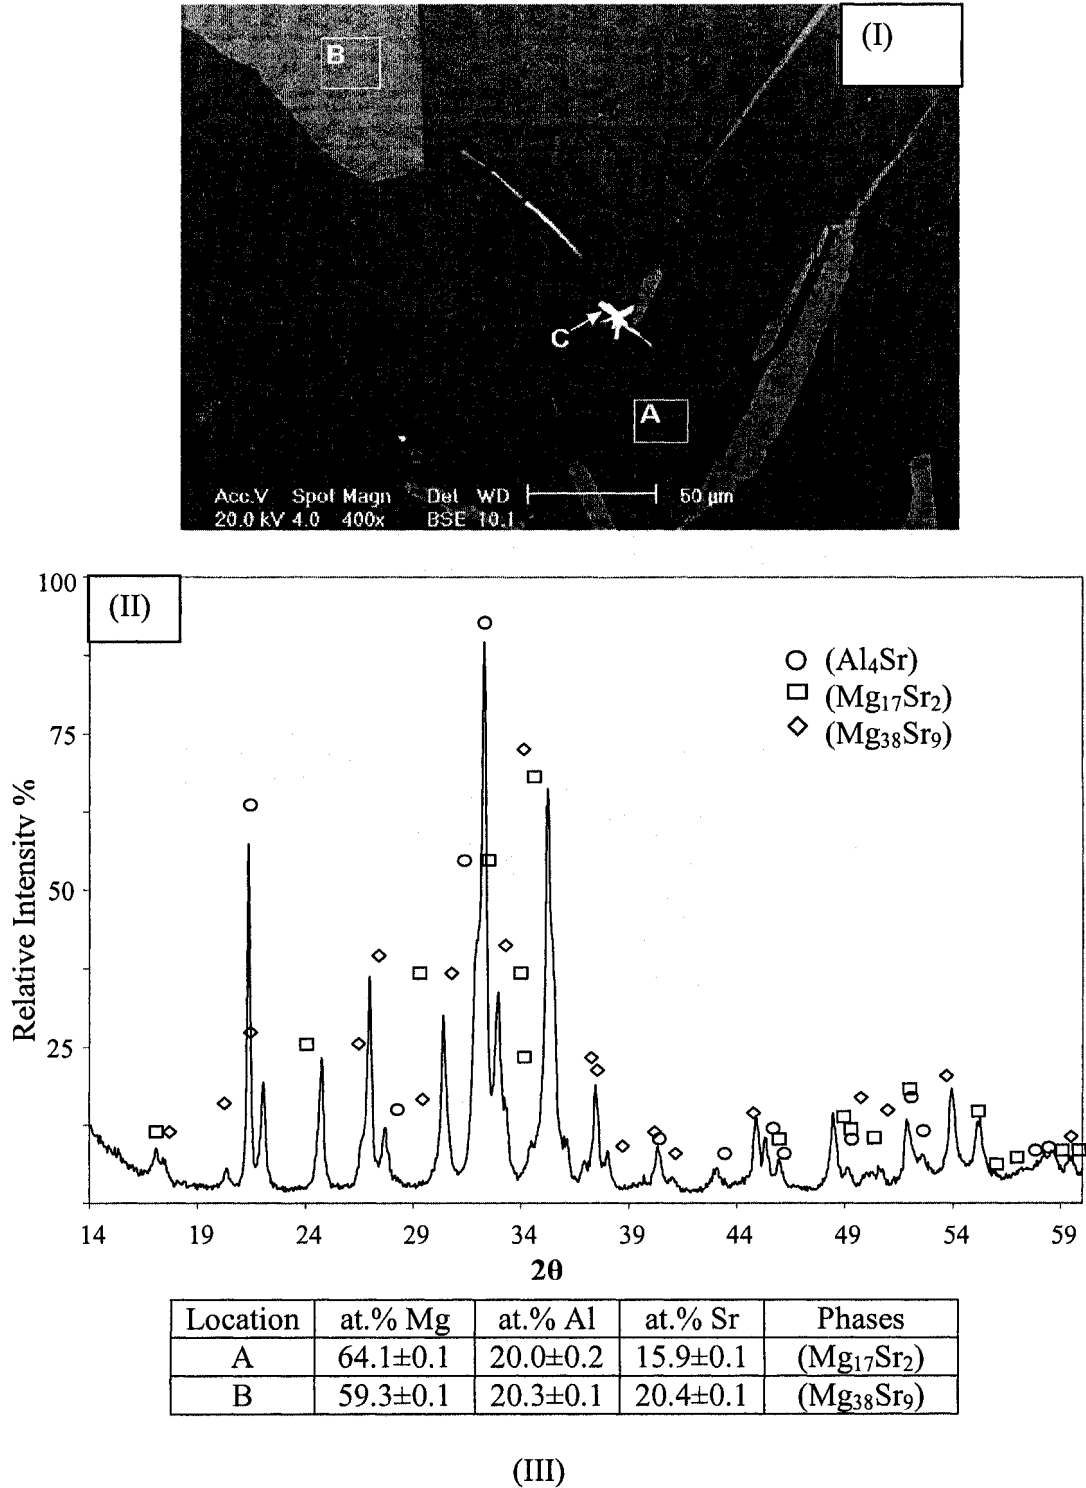 (I)
B
C
A
Acc.V Spot Magn Det WD 50 µm
20.0 kV 4.0 400x BSE 10.1
(II)
100
75
50
25
Relative Intensity %
(Al₄Sr)
(Mg₁₇Sr₂)
(Mg₃₈Sr₉)
14 19 24 29 34 39 44 49 54 59
2θ
Location at.% Mg at.% Al at.% Sr Phases
A 64.1±0.1 20.0±0.2 15.9±0.1 (Mg₁₇Sr₂)
B 59.3±0.1 20.3±0.1 20.4±0.1 (Mg₃₈Sr₉)
(III)